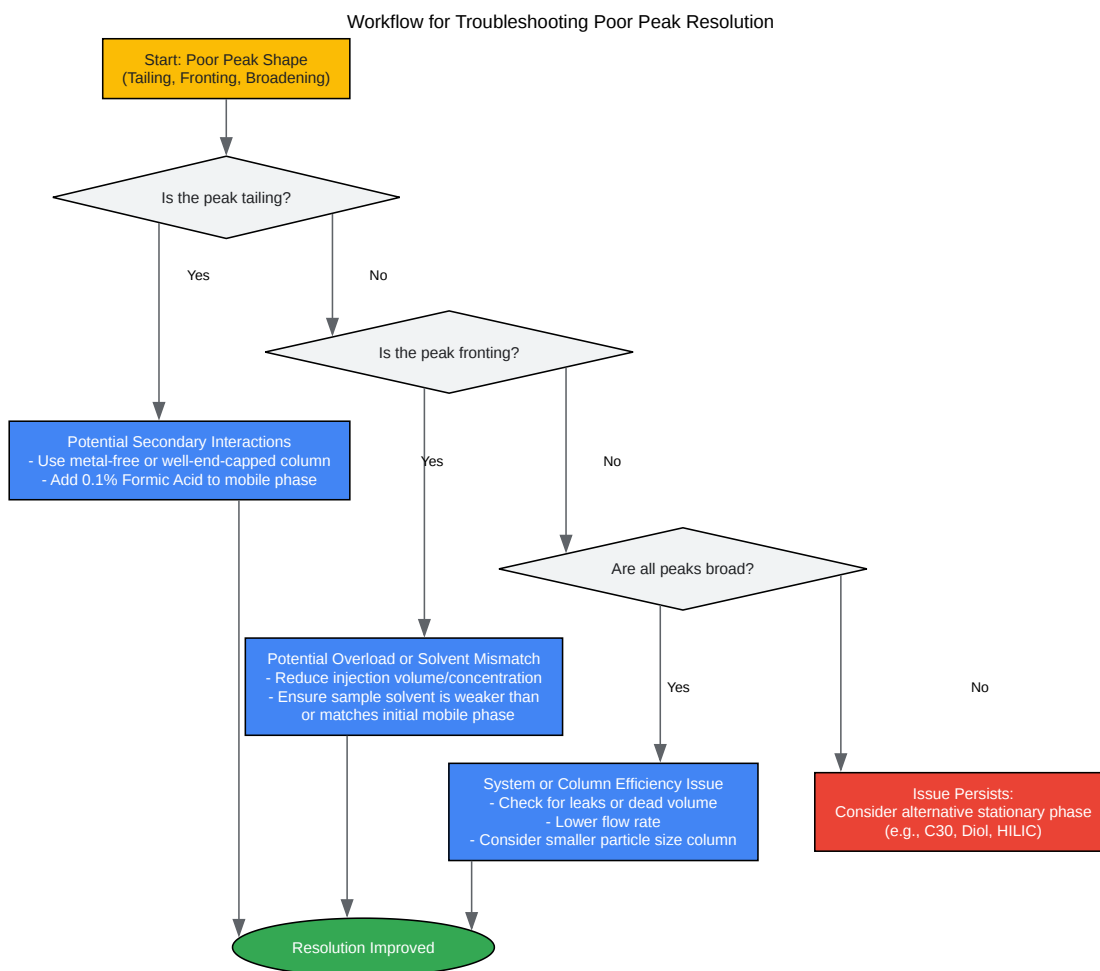 Workflow for Troubleshooting Poor Peak Resolution
Start: Poor Peak Shape
(Tailing, Fronting, Broadening)
Is the peak tailing?
Yes
No
Is the peak fronting?
Potential Secondary Interactions
- Use metal-free or well-end-capped column
- Add 0.1% Formic Acid to mobile phase
Yes
No
Are all peaks broad?
Potential Overload or Solvent Mismatch
- Reduce injection volume/concentration
- Ensure sample solvent is weaker than
or matches initial mobile phase
Yes
No
System or Column Efficiency Issue
- Check for leaks or dead volume
- Lower flow rate
- Consider smaller particle size column
Issue Persists:
Consider alternative stationary phase
(e.g., C30, Diol, HILIC)
Resolution Improved